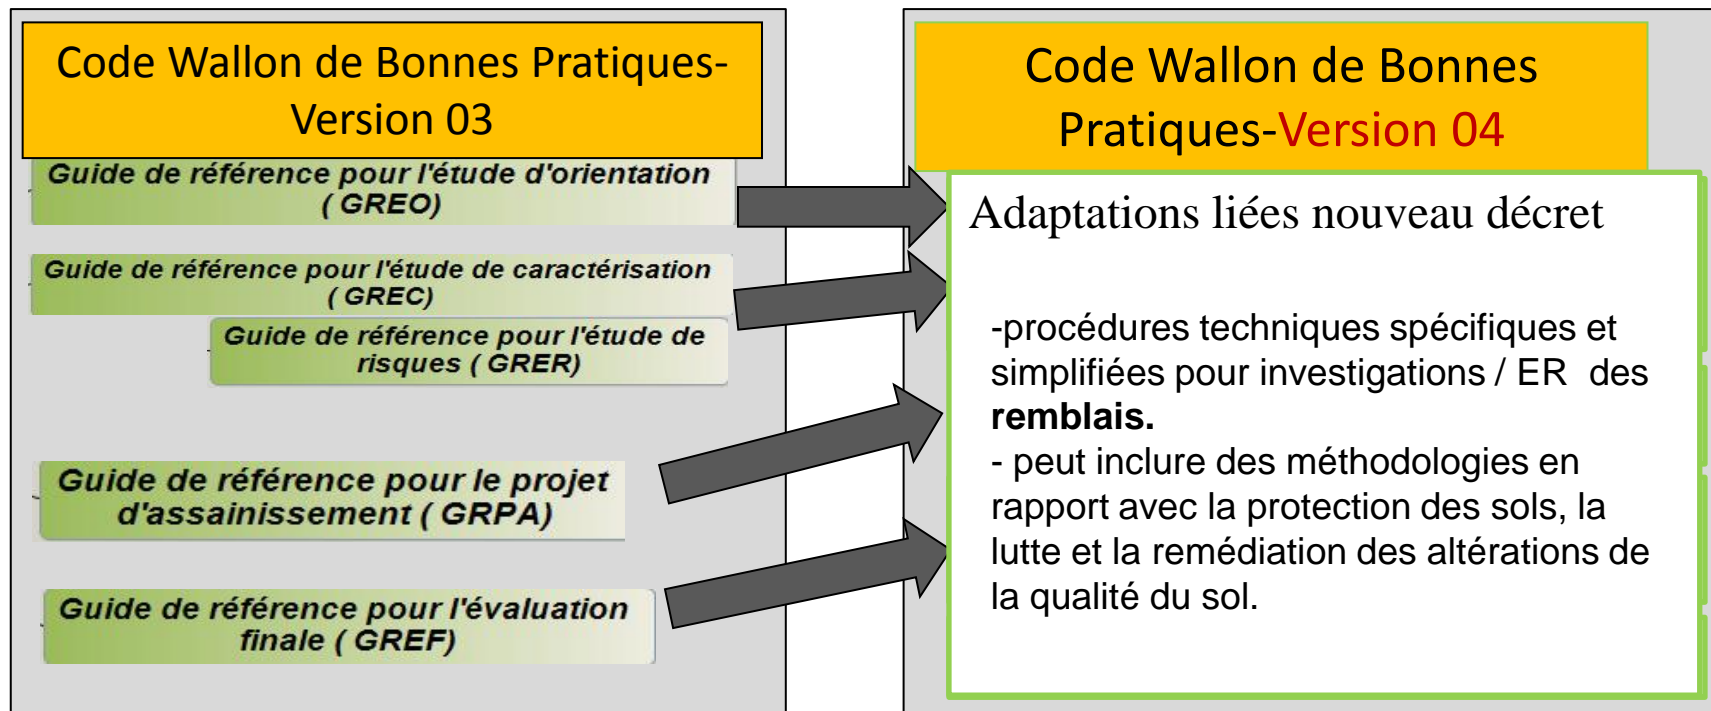 Code Wallon de Bonnes Pratiques-
Version 03
Guide de référence pour l'étude d'orientation
( GREO)
Guide de référence pour l'étude de caractérisation
( GREC)
Guide de référence pour l'étude de
risques ( GRER)
Guide de référence pour le projet
d'assainissement ( GRPA)
Guide de référence pour l'évaluation
finale ( GREF)
Code Wallon de Bonnes
Pratiques-Version 04
Adaptations liées nouveau décret
-procédures techniques spécifiques et
simplifiées pour investigations / ER des
remblais.
- peut inclure des méthodologies en
rapport avec la protection des sols, la
lutte et la remédiation des altérations de
la qualité du sol.